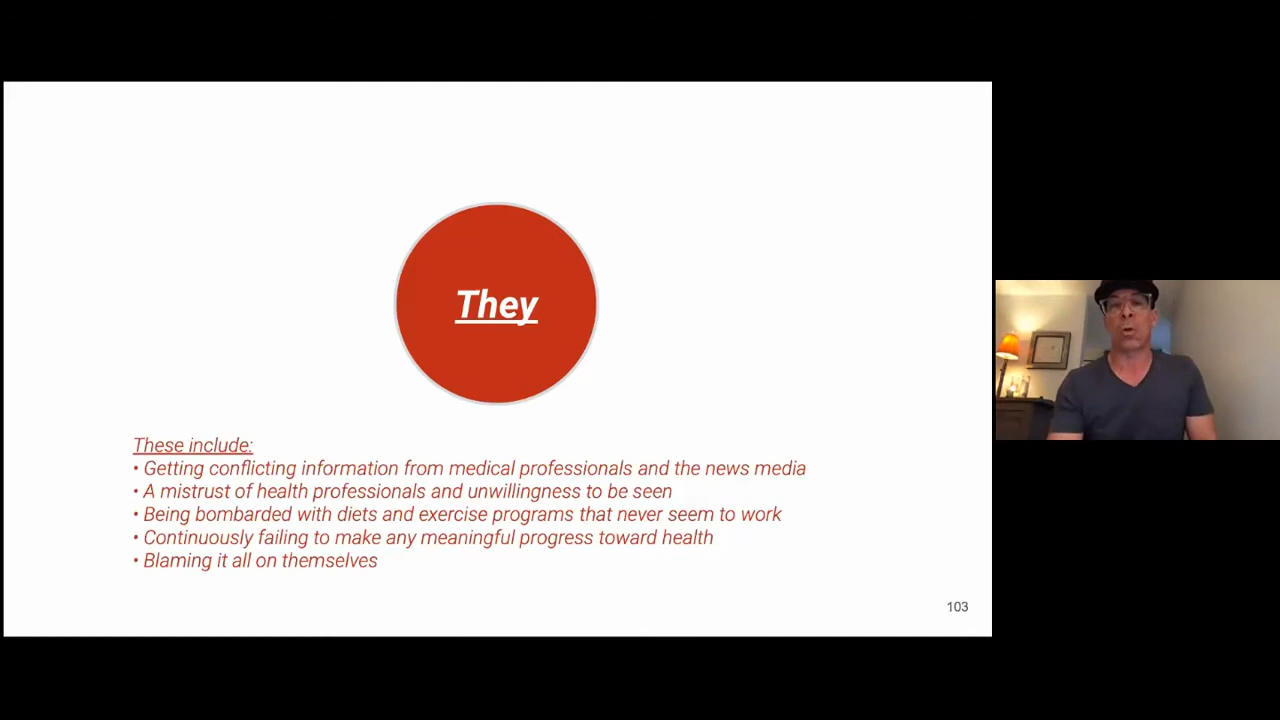 They
These include:
• Getting conflicting information from medical professionals and the news media
• A mistrust of health professionals and unwillingness to be seen
• Being bombarded with diets and exercise programs that never seem to work
• Continuously failing to make any meaningful progress toward health
• Blaming it all on themselves
103